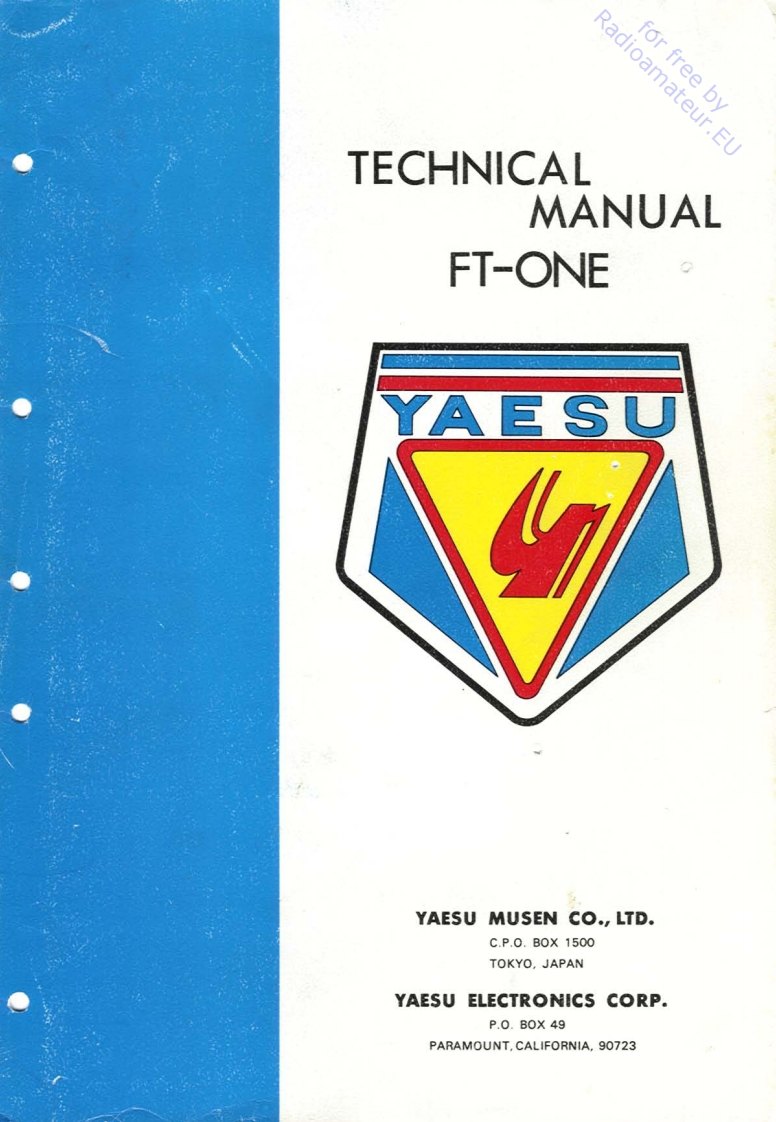 for free by
Radioamateur.EU
TECHNICAL
MANUAL
FT-ONE
YAESU
YAESU MUSEN CO., LTD.
C.P.O. BOX 1500
TOKYO, JAPAN
YAESU ELECTRONICS CORP.
P.O. BOX 49
PARAMOUNT, CALIFORNIA, 90723